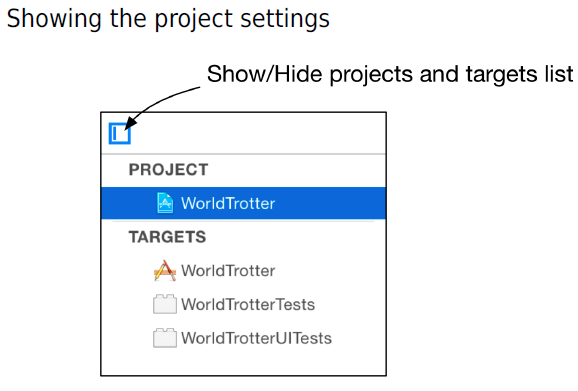 Showing the project settings
Show/Hide projects and targets list
PROJECT
WorldTrotter
TARGETS
WorldTrotter
WorldTrotterTests
WorldTrotterUITests